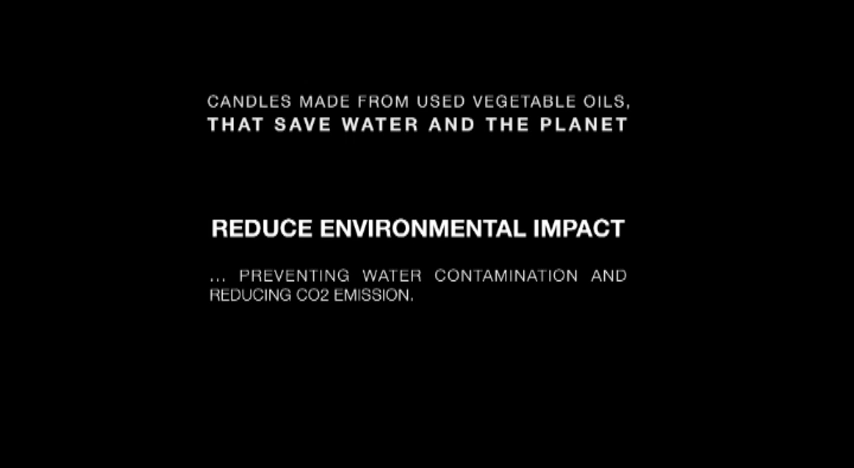 CANDLES MADE FROM USED VEGETABLE OILS,
THAT SAVE WATER AND THE PLANET
REDUCE ENVIRONMENTAL IMPACT
... PREVENTING WATER CONTAMINATION AND
REDUCING CO2 EMISSION.